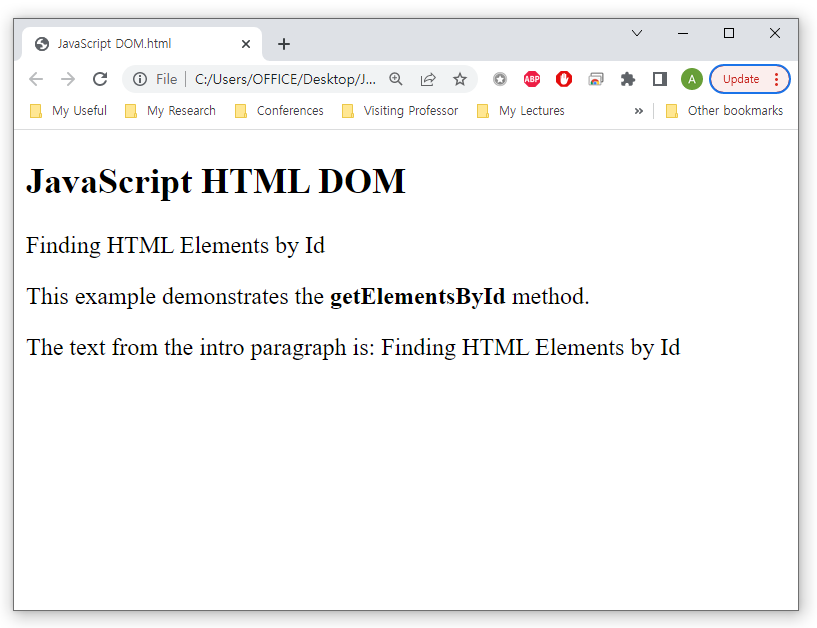 JavaScript DOM.html
File C:/Users/OFFICE/Desktop/J...
ABP
A
Update
My Useful
My Research
Conferences
Visiting Professor
My Lectures
Other bookmarks
JavaScript HTML DOM
Finding HTML Elements by Id
This example demonstrates the getElementsById method.
The text from the intro paragraph is: Finding HTML Elements by Id